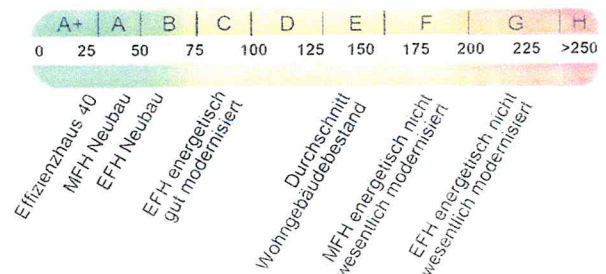 A+ A B C D E F G H
0 25 50 75 100 125 150 175 200 225 >250
Effizienzhaus 40
MFH Neubau
EFH Neubau
EFH energetisch
gut modernisiert
Durchschnitt
Wohngebäudebestand
MFH energetisch nicht
wesentlich modernisiert
EFH energetisch nicht
wesentlich modernisiert